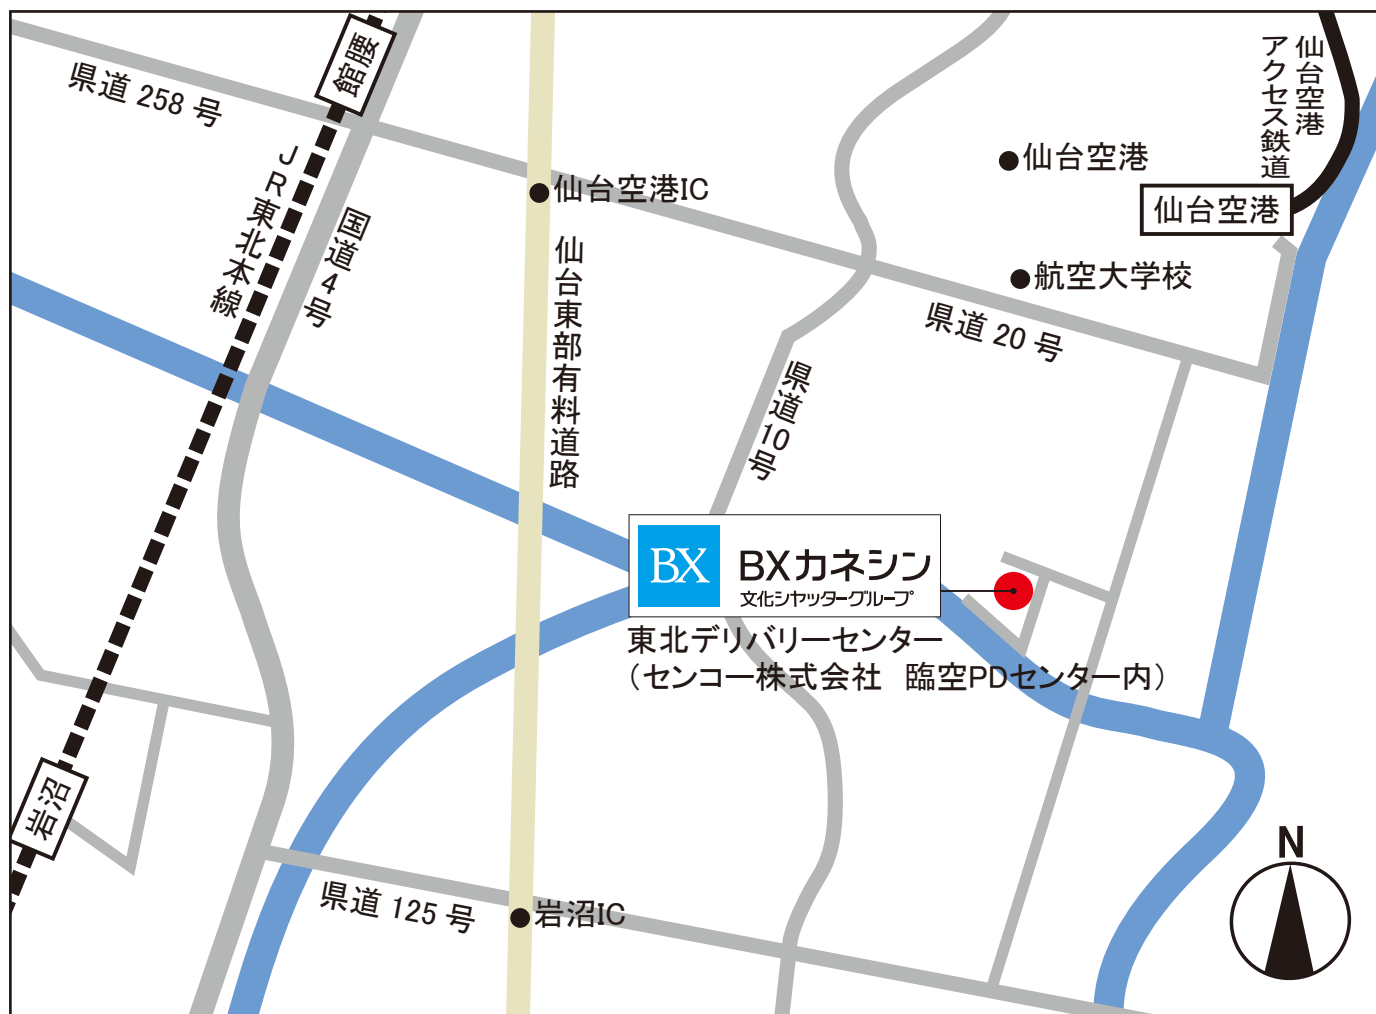 館腰
県道 258 号
JR東北本線
国道4号
仙台空港IC
仙台東部有料道路
仙台空港
アクセス鉄道
仙台空港
仙台空港
航空大学校
県道 20 号
県道10号
BX
BXカネシン
文化シヤッターグループ
東北デリバリーセンター
（センコー株式会社　臨空PDセンター内）
岩沼
県道 125 号
岩沼IC
N